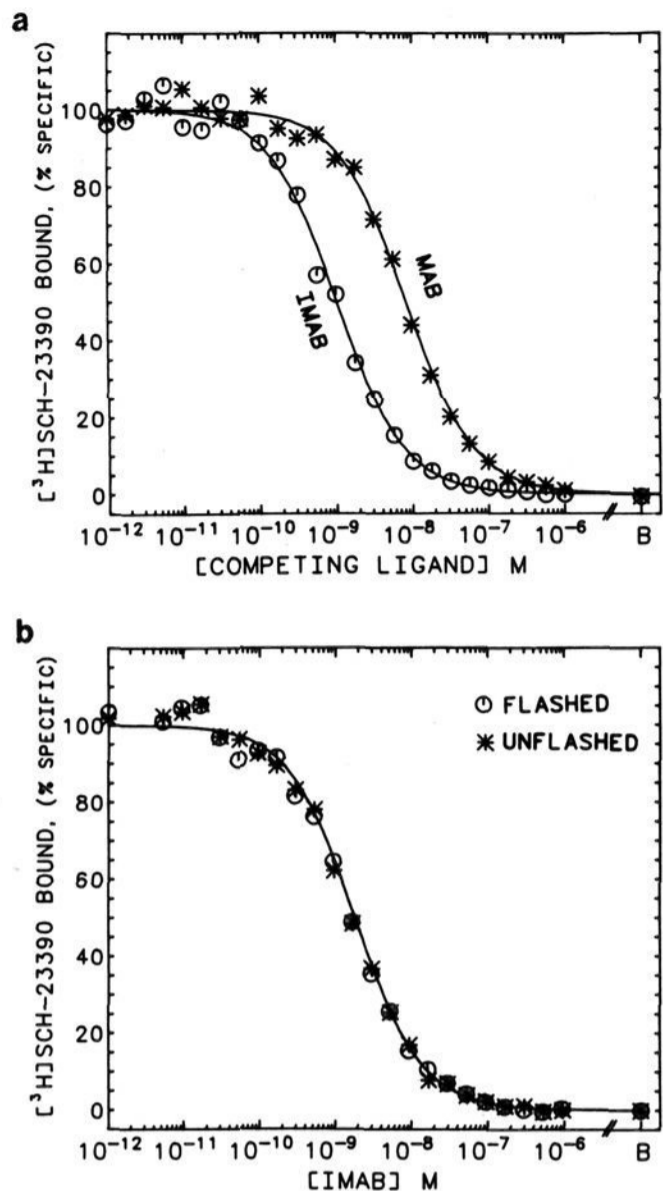 a
[³H]SCH-23390 BOUND, (% SPECIFIC)
100
80
60
40
20
0
IMAB
MAB
10⁻¹² 10⁻¹¹ 10⁻¹⁰ 10⁻⁹ 10⁻⁸ 10⁻⁷ 10⁻⁶ B
[COMPETING LIGAND] M
b
[³H]SCH-23390 BOUND, (% SPECIFIC)
100
80
60
40
20
0
FLASHED
UNFLASHED
10⁻¹² 10⁻¹¹ 10⁻¹⁰ 10⁻⁹ 10⁻⁸ 10⁻⁷ 10⁻⁶ B
[IMAB] M